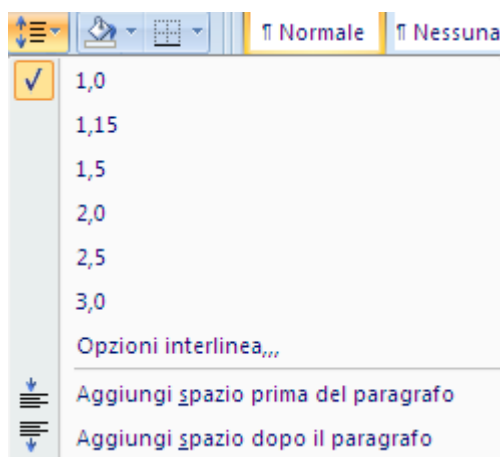 ¶ Normale ¶ Nessuna
1,0
1,15
1,5
2,0
2,5
3,0
Opzioni interlinea,,,
Aggiungi spazio prima del paragrafo
Aggiungi spazio dopo il paragrafo